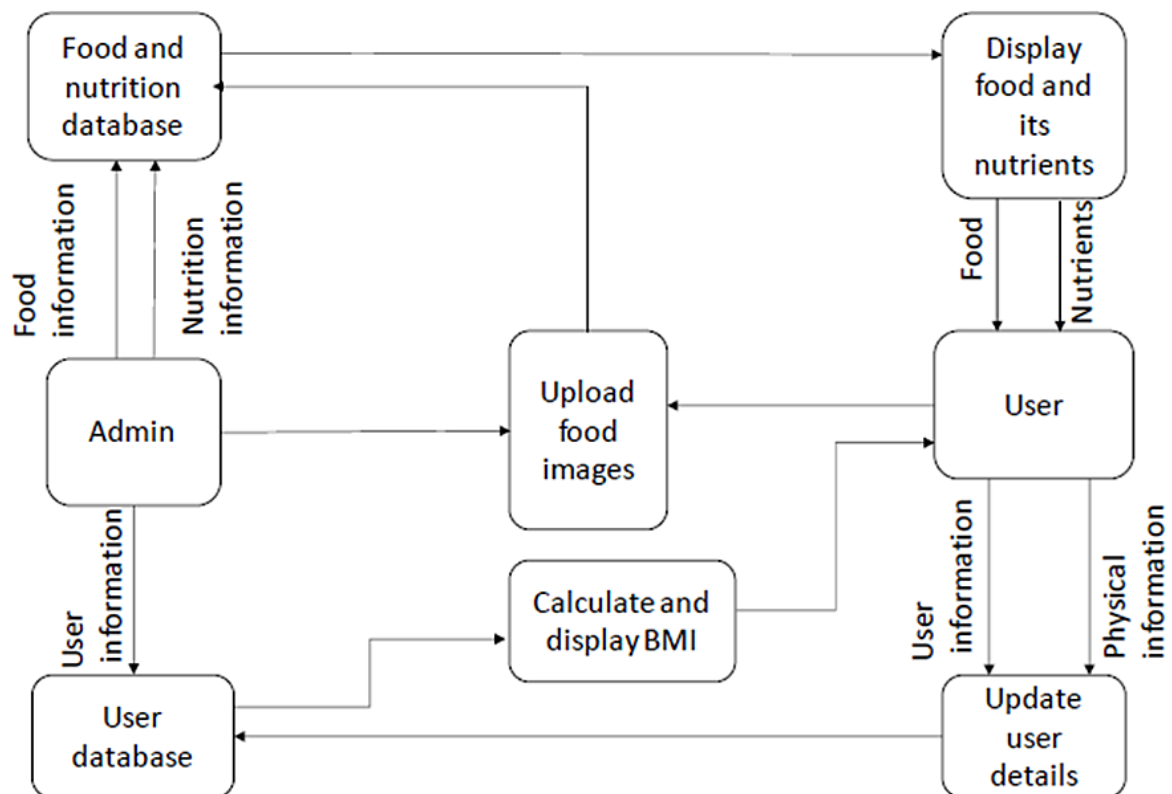 Food and
nutrition
database
Display
food and
its
nutrients
Food
information
Nutrition
information
Food
Nutrients
Admin
Upload
food
images
User
User
information
Calculate and
display BMI
User
information
Physical
information
User
database
Update
user
details